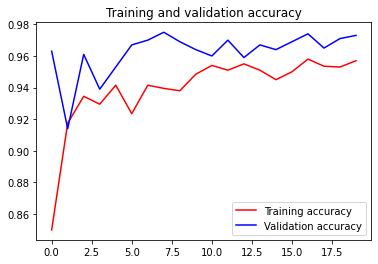 Training and validation accuracy
0.98
0.96
0.94
0.92
0.90
0.88
0.86
Training accuracy
Validation accuracy
0.0 2.5 5.0 7.5 10.0 12.5 15.0 17.5